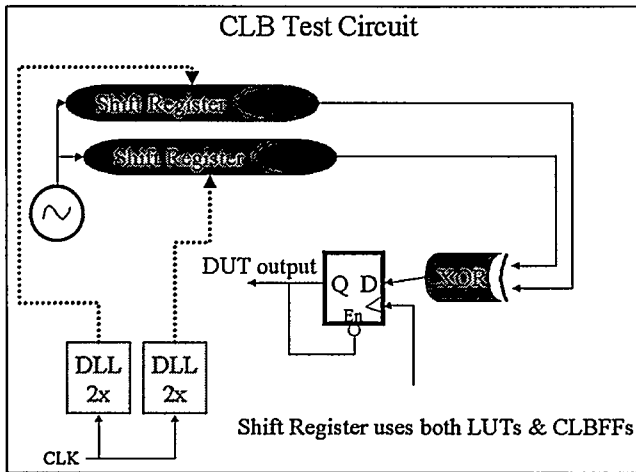 CLB Test Circuit
Shift Register
Shift Register
DUT output
Q D
En
XOR
DLL
2x
DLL
2x
CLK
Shift Register uses both LUTs & CLBFFs